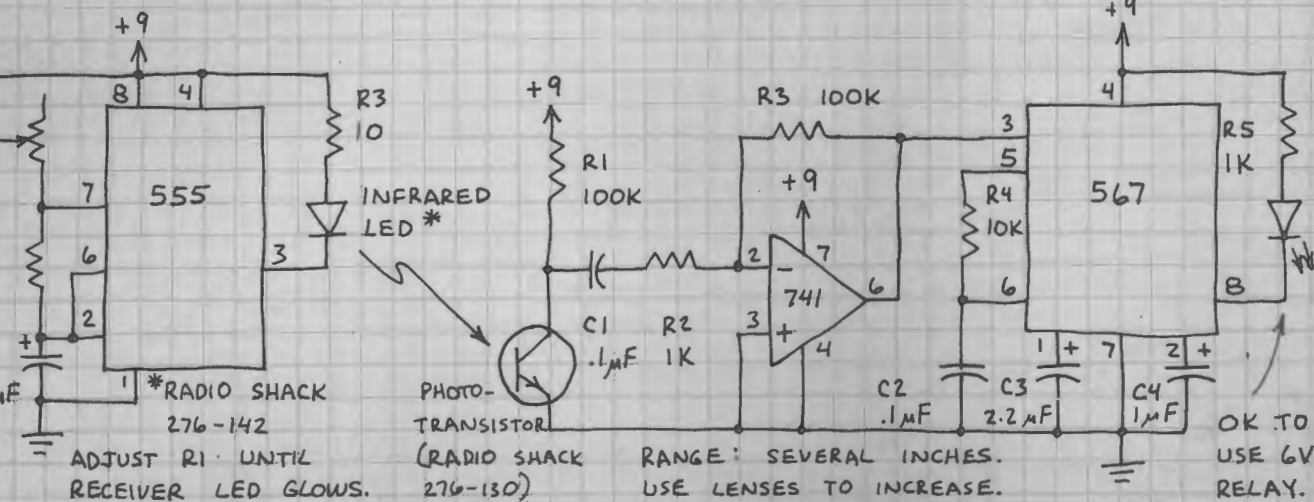 +9
8 4
R3
10
7
555
INFRARED
LED *
6
3
2
+
1
* RADIO SHACK
276-142
ADJUST R1 UNTIL
RECEIVER LED GLOWS.
+9
R1
100K
C1
.1µF
R2
1K
PHOTO-
TRANSISTOR
(RADIO SHACK
276-130)
R3 100K
+9
2 -
7
741
6
3 +
4
RANGE: SEVERAL INCHES.
USE LENSES TO INCREASE.
+9
4
3
5
R4
10K
567
6
R5
1K
8
1 + 7 2 +
C2
.1µF
C3
2.2µF
C4
1µF
OK TO
USE 6V
RELAY.